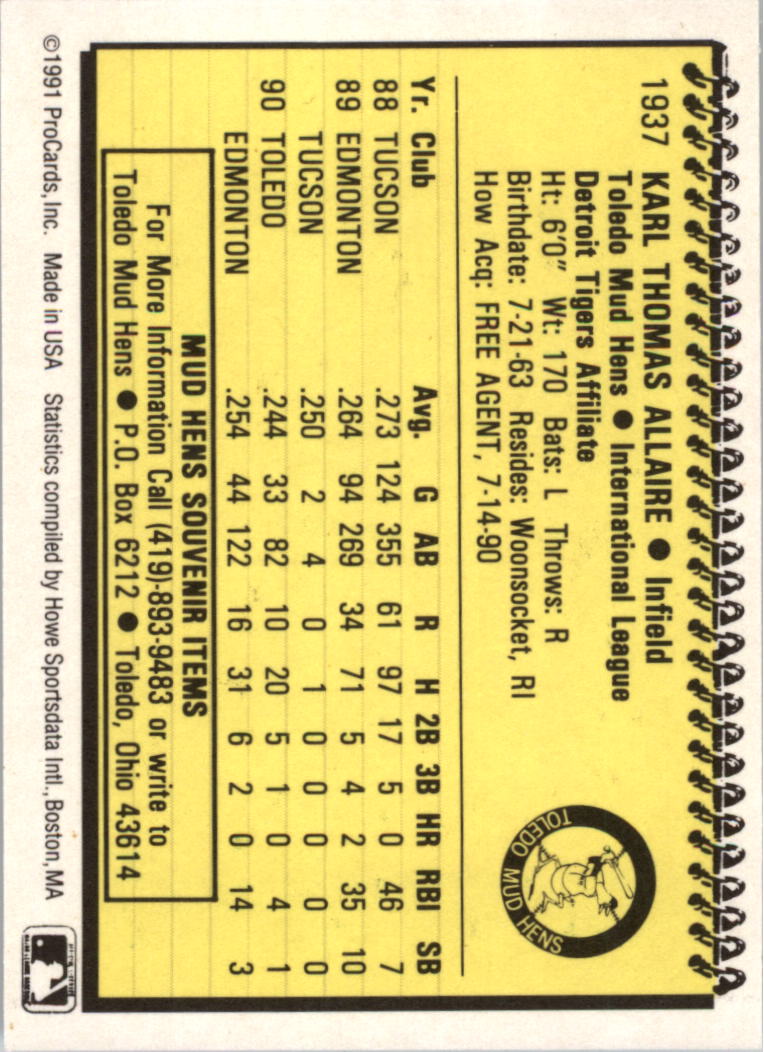 1937 KARL THOMAS ALLAIRE ● Infield
Toledo Mud Hens ● International League
Detroit Tigers Affiliate
Ht: 6'0" Wt: 170 Bats: L Throws: R
Birthdate: 7-21-63 Resides: Woonsocket, RI
How Acq: FREE AGENT, 7-14-90
TOLEDO MUD HENS
Yr. Club Avg. G AB R H 2B 3B HR RBI SB
88 TUCSON .273 124 355 61 97 17 5 0 46 7
89 EDMONTON .264 94 269 34 71 5 4 2 35 10
TUCSON .250 2 4 0 1 0 0 0 0 0
90 TOLEDO .244 33 82 10 20 5 1 0 4 1
EDMONTON .254 44 122 16 31 6 2 0 14 3
MUD HENS SOUVENIR ITEMS
For More Information Call (419)-893-9483 or write to
Toledo Mud Hens ● P.O. Box 6212 ● Toledo, Ohio 43614
©1991 ProCards, Inc. Made in USA Statistics compiled by Howe Sportsdata Intl., Boston, MA